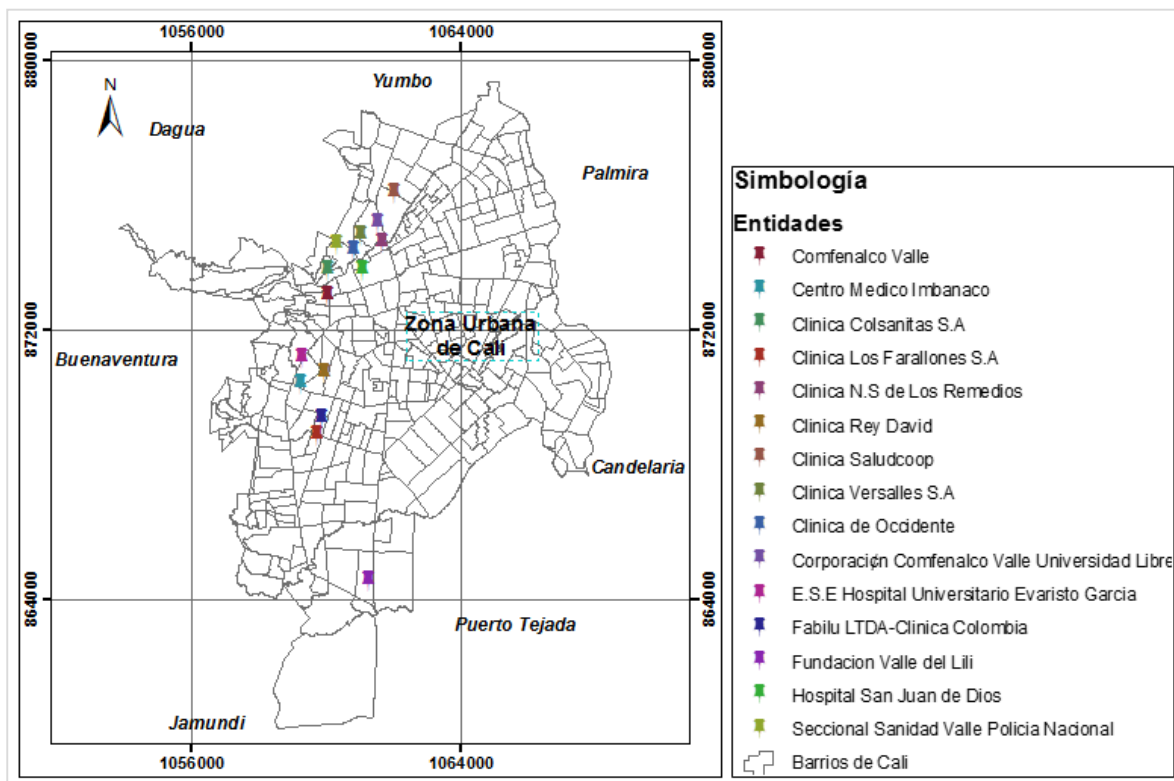 1056000 1064000
880000 880000
N
Yumbo
Dagua
Palmira
Zona Urbana
de Cali
872000 872000
Buenaventura
Candelaria
864000 864000
Puerto Tejada
Jamundi
1056000 1064000
Simbología
Entidades
Comfenalco Valle
Centro Medico Imbanaco
Clinica Colsanitas S.A
Clinica Los Farallones S.A
Clinica N.S de Los Remedios
Clinica Rey David
Clinica Saludcoop
Clinica Versalles S.A
Clinica de Occidente
Corporación Comfenalco Valle Universidad Libre
E.S.E Hospital Universitario Evaristo Garcia
Fabilu LTDA-Clinica Colombia
Fundacion Valle del Lili
Hospital San Juan de Dios
Seccional Sanidad Valle Policia Nacional
Barrios de Cali